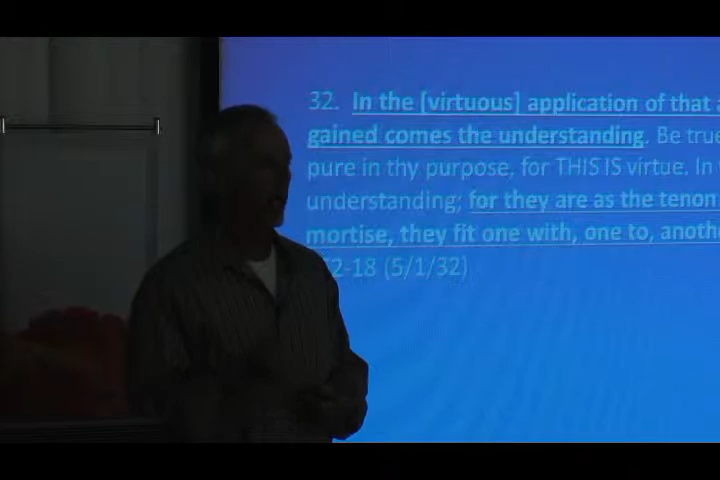 32. In the [virtuous] application of that
gained comes the understanding. Be true
pure in thy purpose, for THIS IS virtue. In
understanding; for they are as the tenon
mortise, they fit one with, one to, anoth
2-18 (5/1/32)